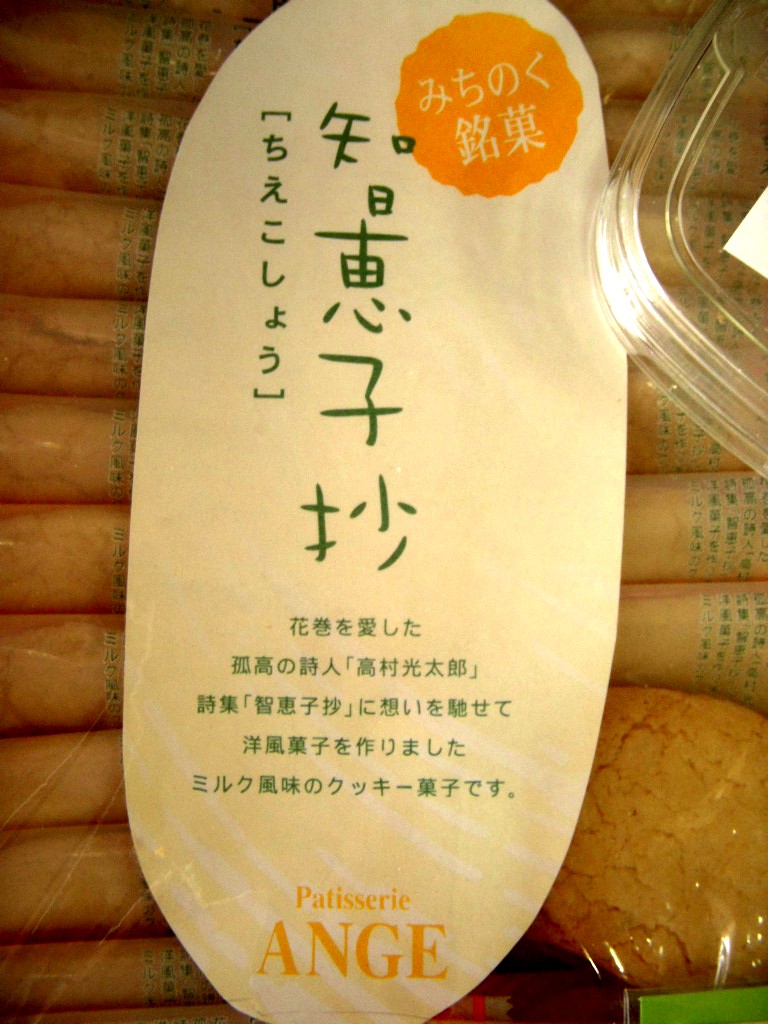 みちのく
銘菓
智恵子抄
[ちえこしょう]
花巻を愛した
孤高の詩人「高村光太郎」
詩集「智恵子抄」に想いを馳せて
洋風菓子を作りました
ミルク風味のクッキー菓子です。
Patisserie
ANGE